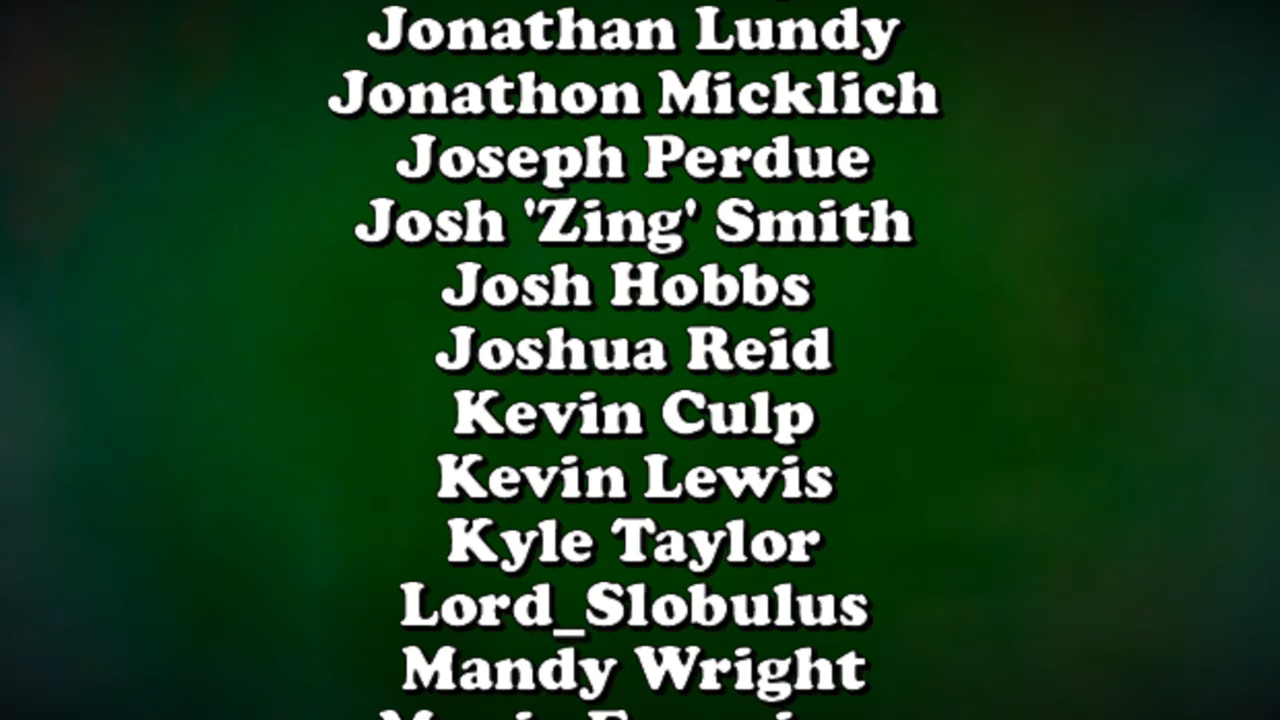 Jonathan Lundy
Jonathon Micklich
Joseph Perdue
Josh 'Zing' Smith
Josh Hobbs
Joshua Reid
Kevin Culp
Kevin Lewis
Kyle Taylor
Lord_Slobulus
Mandy Wright